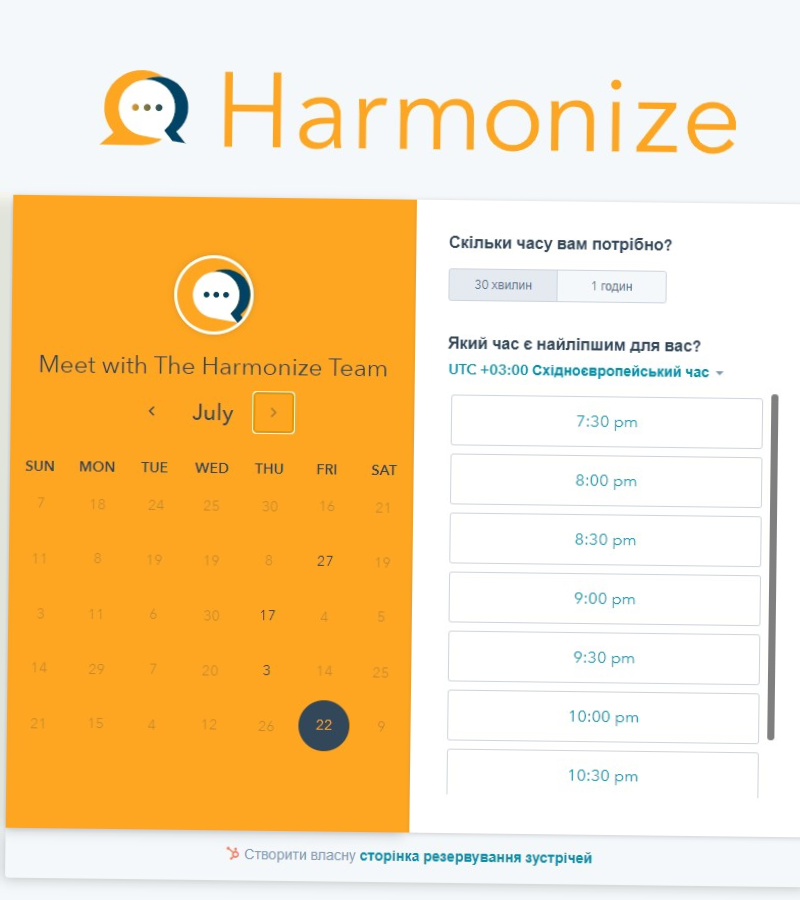 Harmonize
Meet with The Harmonize Team
July
SUN MON TUE WED THU FRI SAT
7 18 24 25 30 16 21
11 8 19 19 8 27 19
3 11 6 30 17 4 5
14 29 7 20 3 14 25
21 15 4 12 26 22 9
Скільки часу вам потрібно?
30 хвилин 1 годин
Який час є найліпшим для вас?
UTC +03:00 Східноєвропейський час
7:30 pm
8:00 pm
8:30 pm
9:00 pm
9:30 pm
10:00 pm
10:30 pm
Створити власну сторінка резервування зустрічей